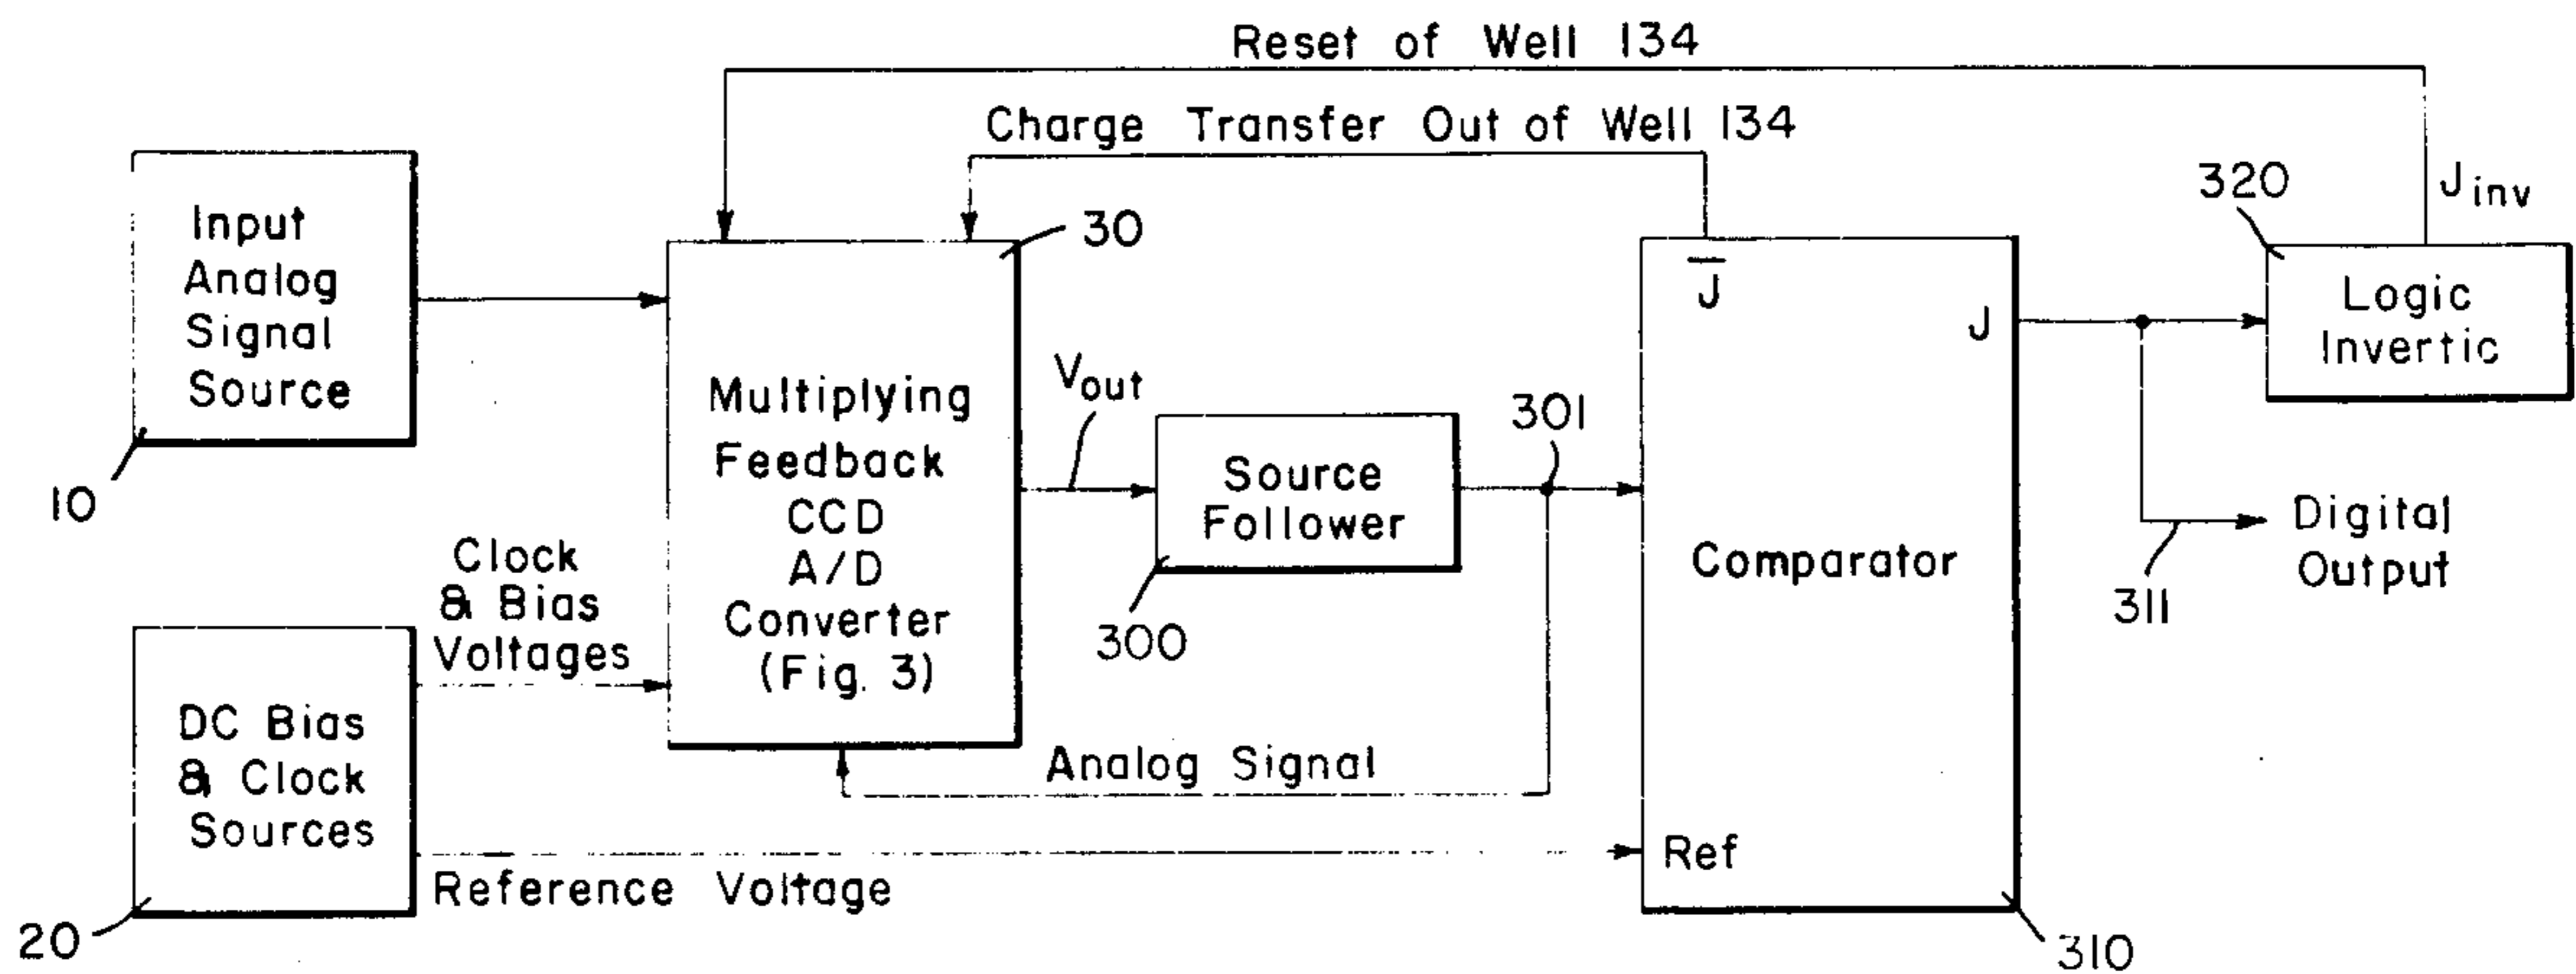 Reset of Well 134
Charge Transfer Out of Well 134
Input
Analog
Signal
Source
10
30
Multiplying
Feedback
CCD
A/D
Converter
(Fig. 3)
Clock
& Bias
Voltages
DC Bias
& Clock
Sources
20
Reference Voltage
Vout
Source
Follower
300
301
Analog Signal
J̅
J
Comparator
Ref
310
320
Jinv
Logic
Invertic
311
Digital
Output